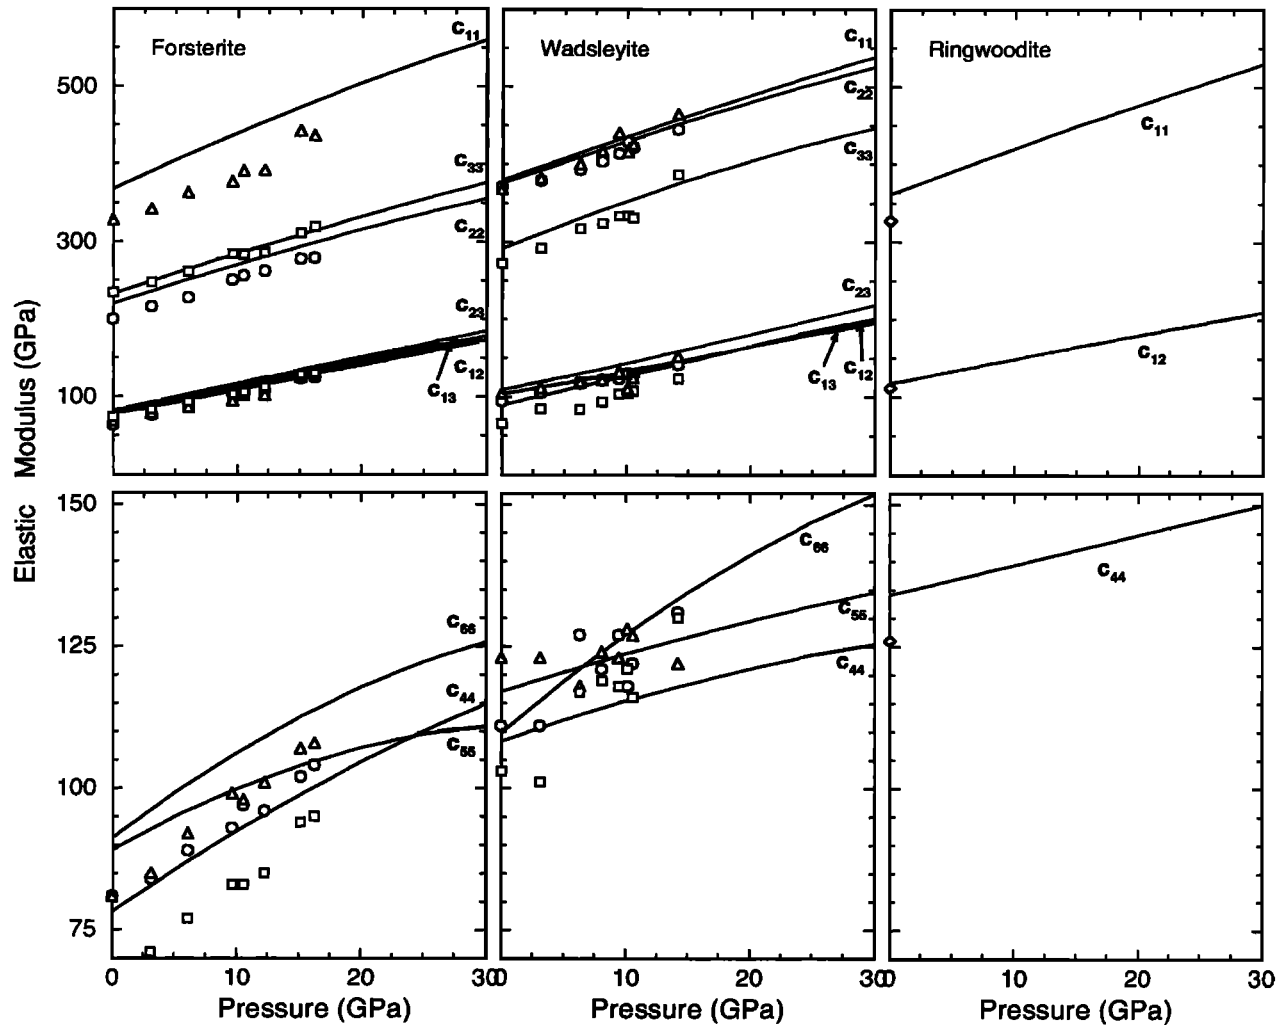 Forsterite
Wadsleyite
Ringwoodite
c11
c33
c22
c23
c12
c13
c11
c22
c33
c23
c13
c12
c11
c12
500
300
100
Elastic Modulus (GPa)
150
125
100
75
c66
c44
c55
c66
c55
c44
c44
0 10 20 30
0 10 20 30
0 10 20 30
Pressure (GPa)
Pressure (GPa)
Pressure (GPa)